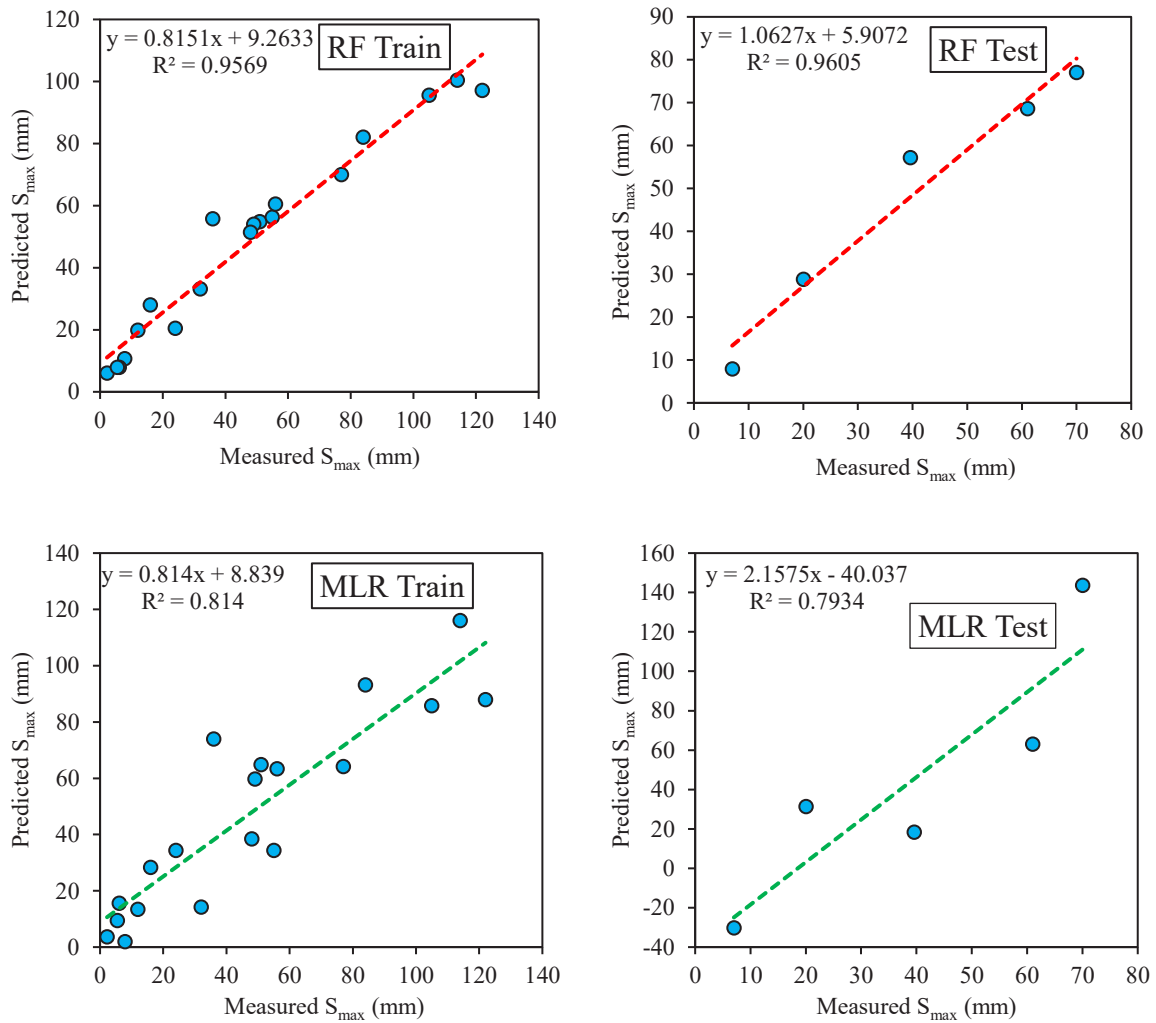 y = 0.8151x + 9.2633
R² = 0.9569
RF Train
Predicted Smax (mm)
120
100
80
60
40
20
0
0 20 40 60 80 100 120 140
Measured Smax (mm)
y = 1.0627x + 5.9072
R² = 0.9605
RF Test
Predicted Smax (mm)
90
80
70
60
50
40
30
20
10
0
0 10 20 30 40 50 60 70 80
Measured Smax (mm)
y = 0.814x + 8.839
R² = 0.814
MLR Train
Predicted Smax (mm)
140
120
100
80
60
40
20
0
0 20 40 60 80 100 120 140
Measured Smax (mm)
y = 2.1575x - 40.037
R² = 0.7934
MLR Test
Predicted Smax (mm)
160
140
120
100
80
60
40
20
0
-20
-40
0 10 20 30 40 50 60 70 80
Measured Smax (mm)